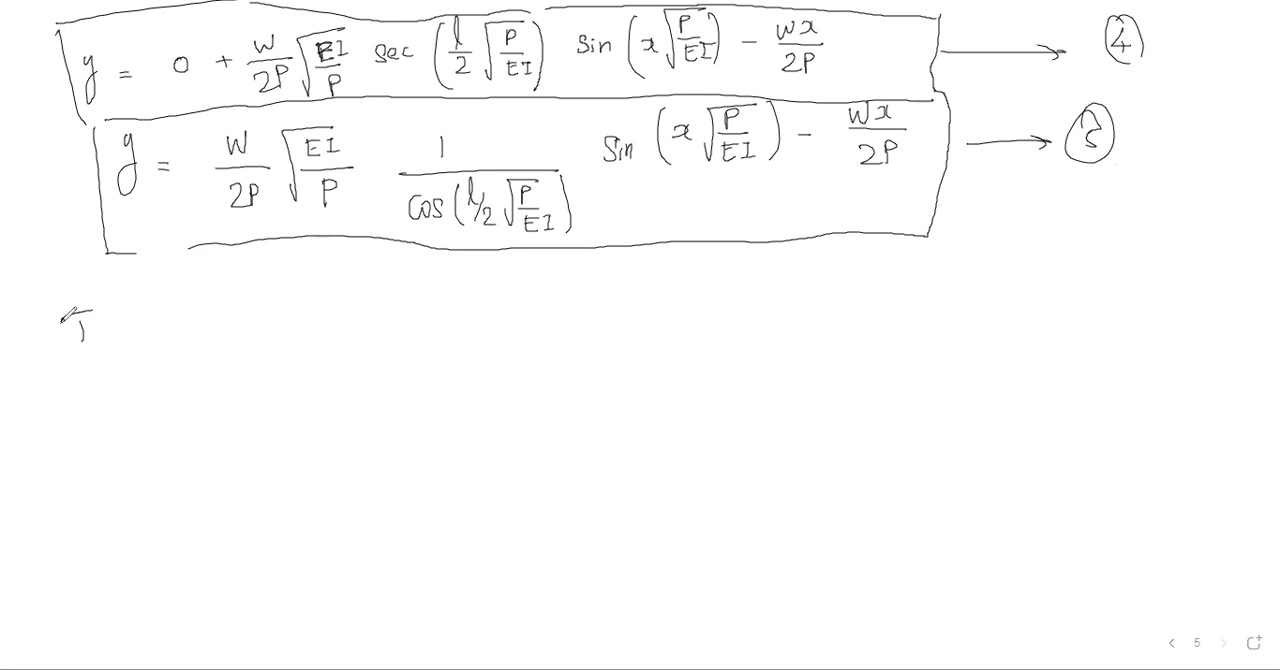 y = 0 + W/2P √(EI/P) sec (l/2 √(P/EI)) sin (x √(P/EI)) − Wx/2P → ④
y = W/2P √(EI/P) 1/cos(l/2 √(P/EI)) sin (x √(P/EI)) − Wx/2P → ⑤
5